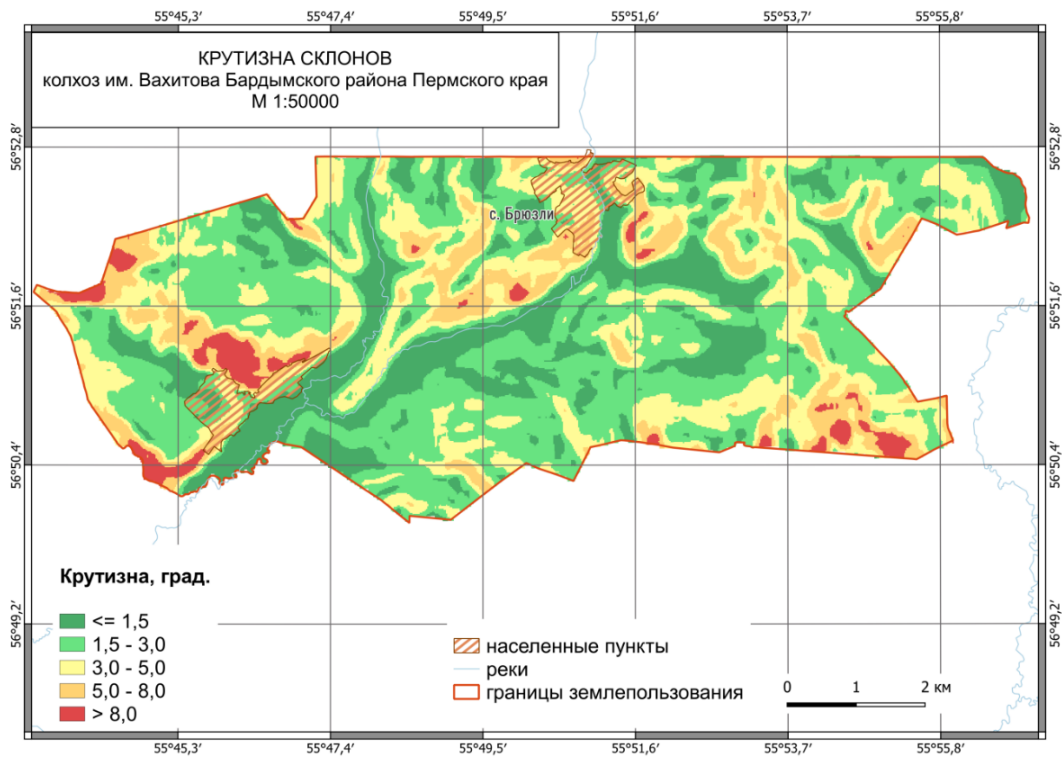 55°45,3′ 55°47,4′ 55°49,5′ 55°51,6′ 55°53,7′ 55°55,8′
КРУТИЗНА СКЛОНОВ
колхоз им. Вахитова Бардымского района Пермского края
М 1:50000
56°52,8′ 56°52,8′
с. Брюзли
56°51,6′ 56°51,6′
56°50,4′ 56°50,4′
Крутизна, град.
<= 1,5
1,5 - 3,0
3,0 - 5,0
5,0 - 8,0
> 8,0
56°49,2′ 56°49,2′
населенные пункты
реки
границы землепользования
0 1 2 км
55°45,3′ 55°47,4′ 55°49,5′ 55°51,6′ 55°53,7′ 55°55,8′